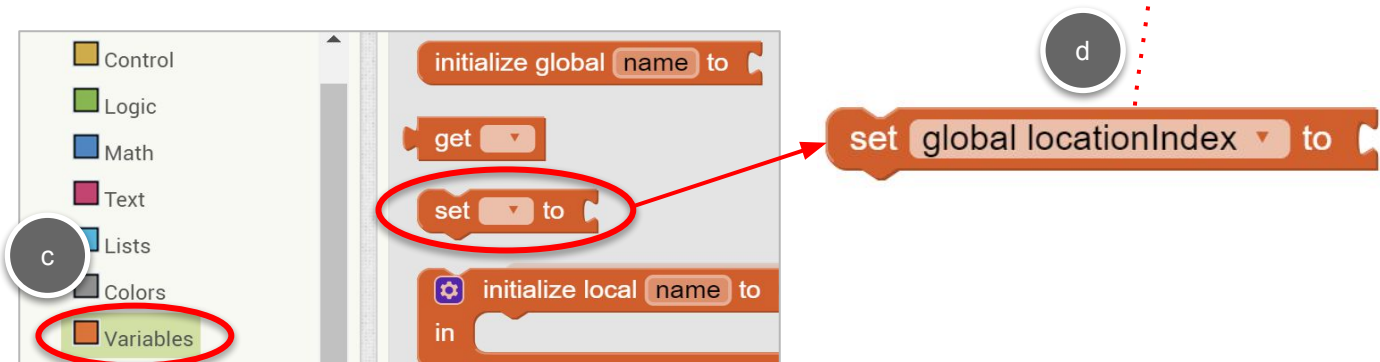 Control
Logic
Math
Text
Lists
Colors
Variables
c
initialize global name to
get
set to
initialize local name to
in
d
set global locationIndex to